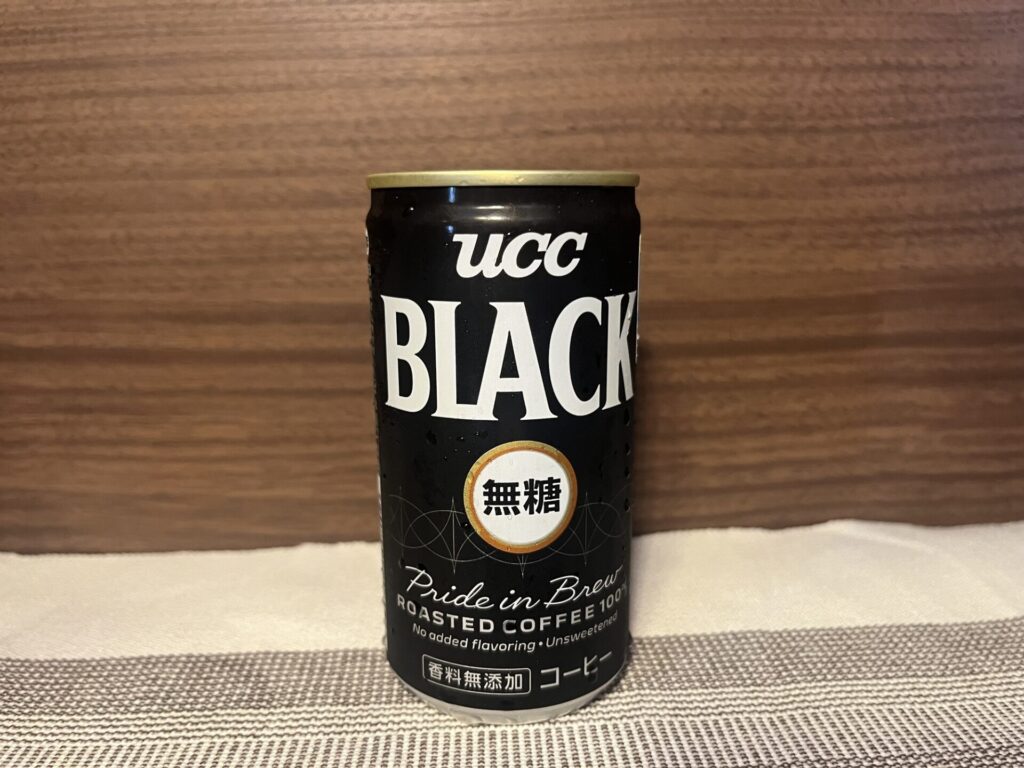 UCC
BLACK
無糖
Pride in Brew
ROASTED COFFEE 100%
No added flavoring • Unsweetened
香料無添加 コーヒー